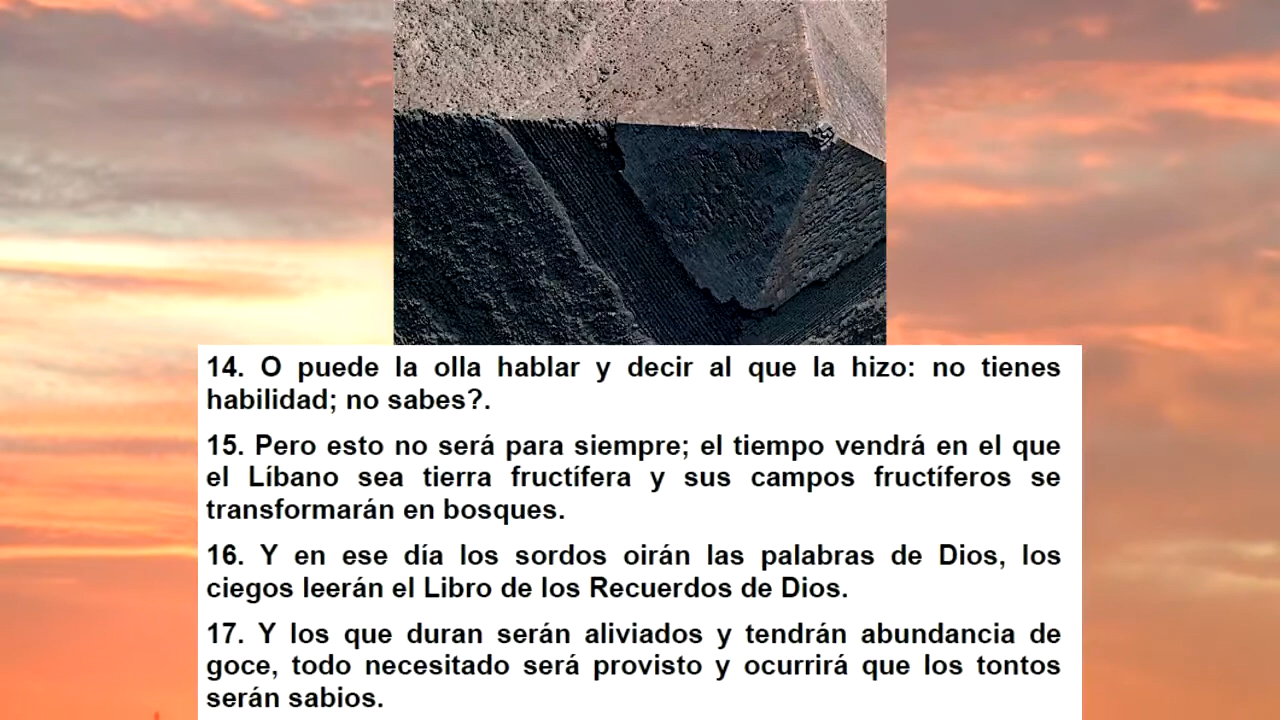 14. O puede la olla hablar y decir al que la hizo: no tienes
habilidad; no sabes?.
15. Pero esto no será para siempre; el tiempo vendrá en el que
el Líbano sea tierra fructífera y sus campos fructíferos se
transformarán en bosques.
16. Y en ese día los sordos oirán las palabras de Dios, los
ciegos leerán el Libro de los Recuerdos de Dios.
17. Y los que duran serán aliviados y tendrán abundancia de
goce, todo necesitado será provisto y ocurrirá que los tontos
serán sabios.